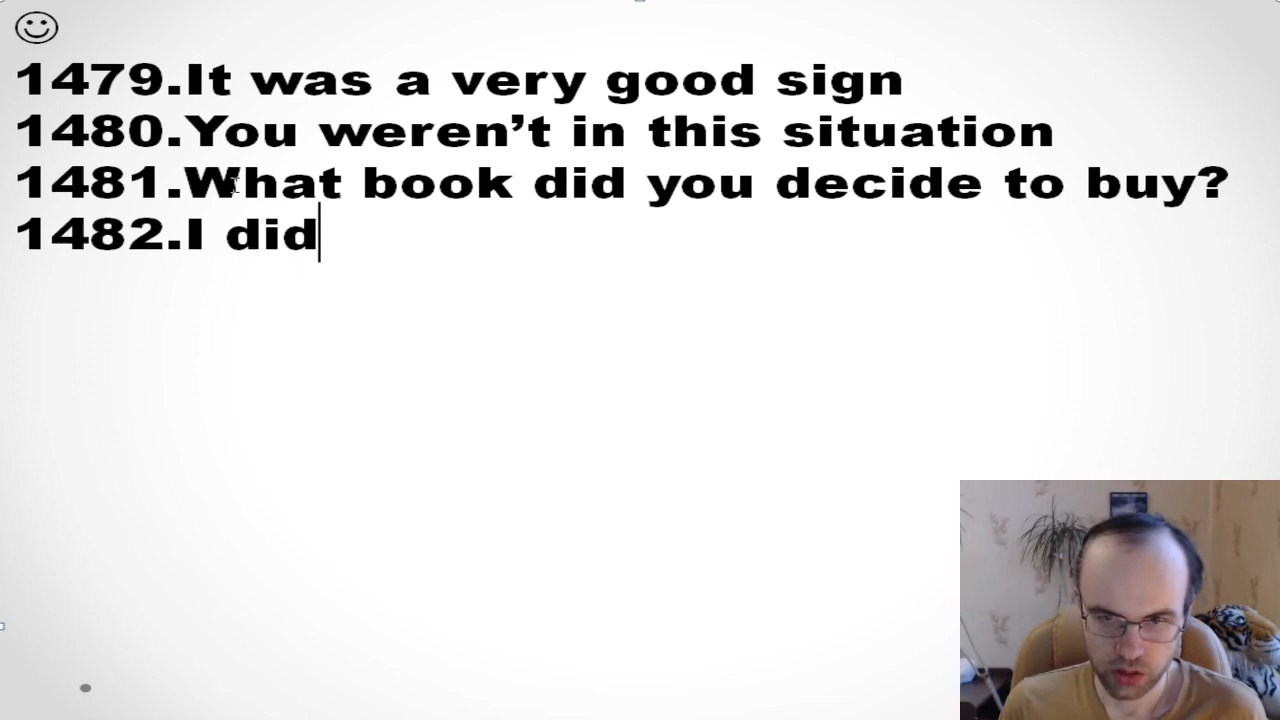 1479.It was a very good sign
1480.You weren’t in this situation
1481.What book did you decide to buy?
1482.I did